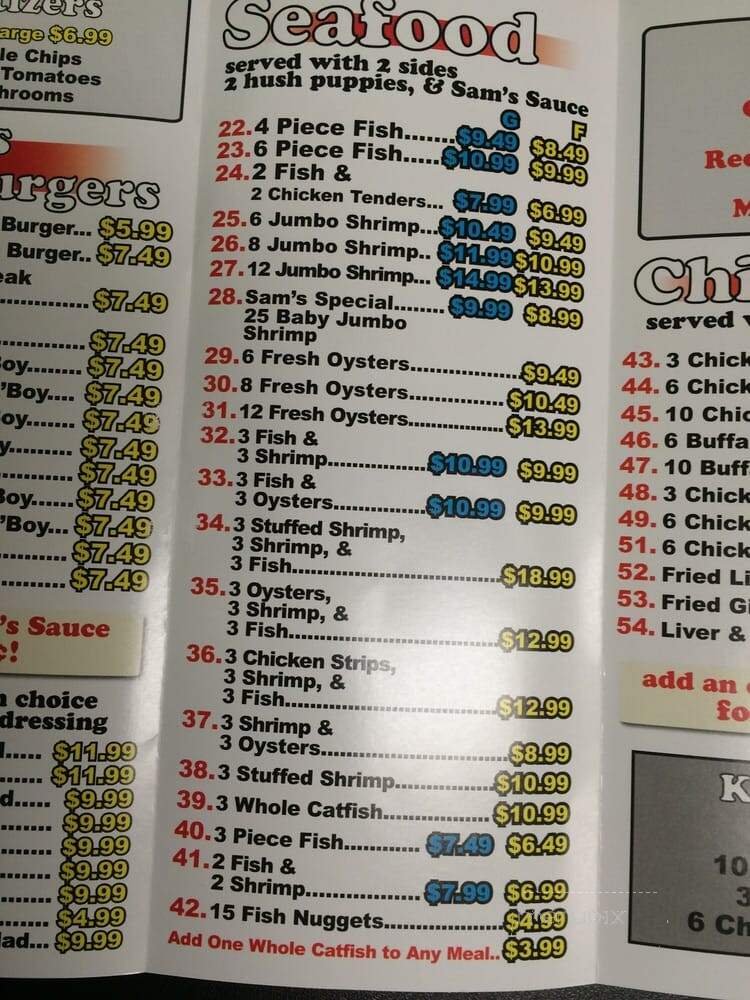 izers
arge $6.99
le Chips
Tomatoes
hrooms
s
urgers
Burger... $5.99
Burger.. $7.49
eak
$7.49
$7.49
oy....... $7.49
'Boy.... $7.49
oy....... $7.49
y......... $7.49
$7.49
Boy...... $7.49
'Boy... $7.49
$7.49
$7.49
's Sauce
c!
n choice
dressing
l..... $11.99
... $11.99
d..... $9.99
$9.99
$9.99
$9.99
$9.99
$4.99
lad... $9.99
Seafood
served with 2 sides
2 hush puppies, & Sam's Sauce
G F
22. 4 Piece Fish....... $9.49 $8.49
23. 6 Piece Fish...... $10.99 $9.99
24. 2 Fish &
2 Chicken Tenders... $7.99 $6.99
25. 6 Jumbo Shrimp... $10.49 $9.49
26. 8 Jumbo Shrimp.. $11.99 $10.99
27. 12 Jumbo Shrimp... $14.99 $13.99
28. Sam's Special........ $9.99 $8.99
25 Baby Jumbo
Shrimp
29. 6 Fresh Oysters.................. $9.49
30. 8 Fresh Oysters................ $10.49
31. 12 Fresh Oysters............... $13.99
32. 3 Fish &
3 Shrimp............... $10.99 $9.99
33. 3 Fish &
3 Oysters.............. $10.99 $9.99
34. 3 Stuffed Shrimp,
3 Shrimp, &
3 Fish................................ $18.99
35. 3 Oysters,
3 Shrimp, &
3 Fish................................ $12.99
36. 3 Chicken Strips,
3 Shrimp, &
3 Fish................................ $12.99
37. 3 Shrimp &
3 Oysters............................ $8.99
38. 3 Stuffed Shrimp............... $10.99
39. 3 Whole Catfish................. $10.99
40. 3 Piece Fish............ $7.49 $6.49
41. 2 Fish &
2 Shrimp................. $7.99 $6.99
42. 15 Fish Nuggets.................. $4.99
Add One Whole Catfish to Any Meal.. $3.99
Re
M
Chi
served
43. 3 Chick
44. 6 Chick
45. 10 Chic
46. 6 Buffa
47. 10 Buff
48. 3 Chick
49. 6 Chick
51. 6 Chick
52. Fried Li
53. Fried Gi
54. Liver &
add an
fo
K
10
3
6 Ch